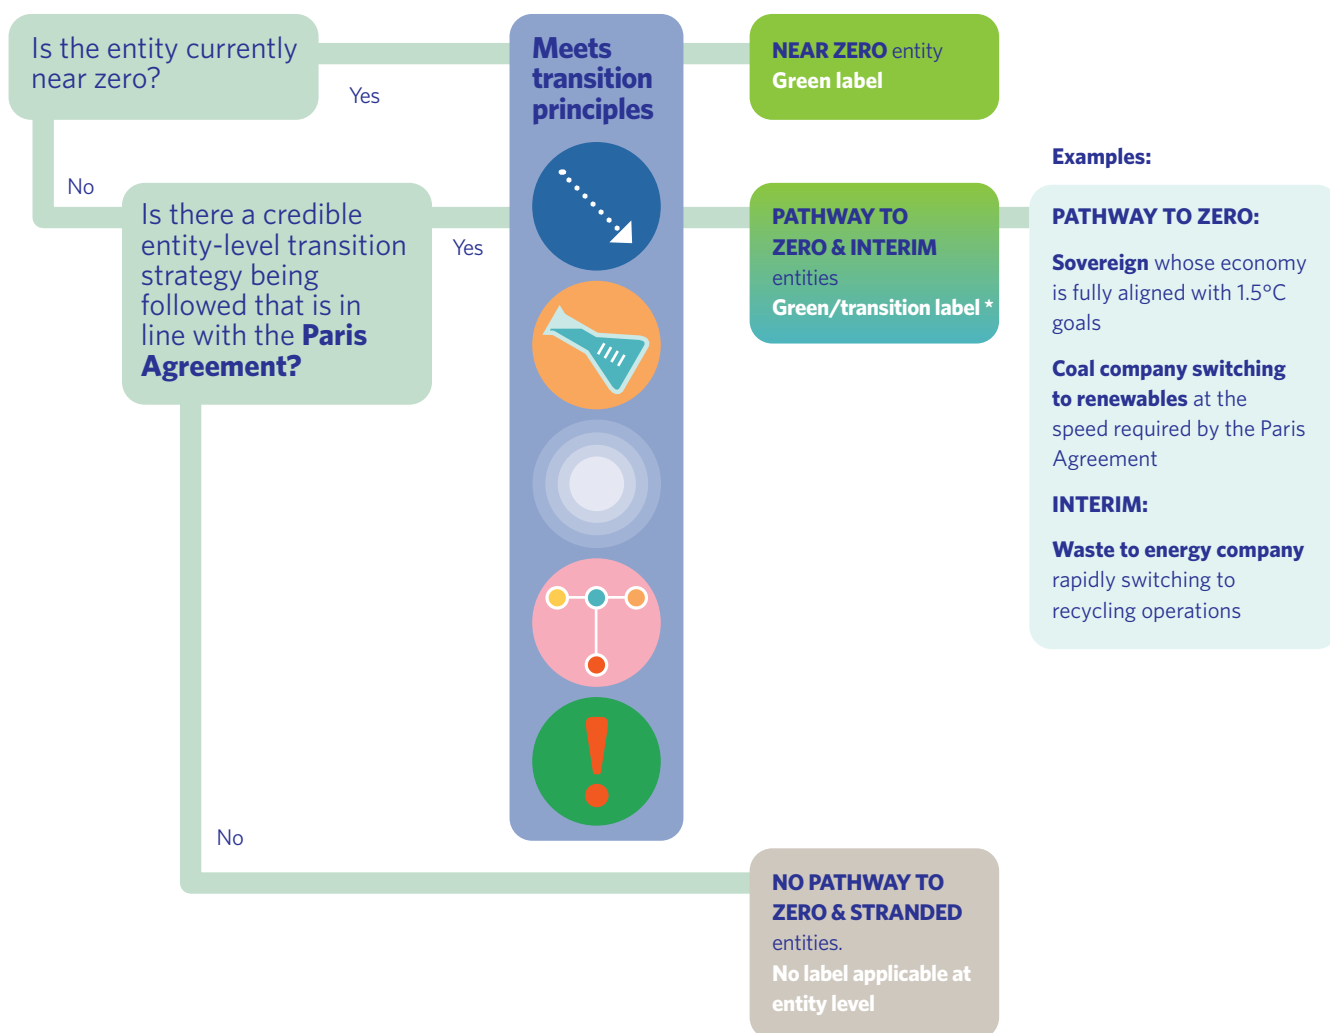 Is the entity currently
near zero?
Yes
No
Is there a credible
entity-level transition
strategy being
followed that is in
line with the Paris
Agreement?
Yes
No
Meets
transition
principles
NEAR ZERO entity
Green label
PATHWAY TO
ZERO & INTERIM
entities
Green/transition label *
Examples:
PATHWAY TO ZERO:
Sovereign whose economy
is fully aligned with 1.5°C
goals
Coal company switching
to renewables at the
speed required by the Paris
Agreement
INTERIM:
Waste to energy company
rapidly switching to
recycling operations
NO PATHWAY TO
ZERO & STRANDED
entities.
No label applicable at
entity level